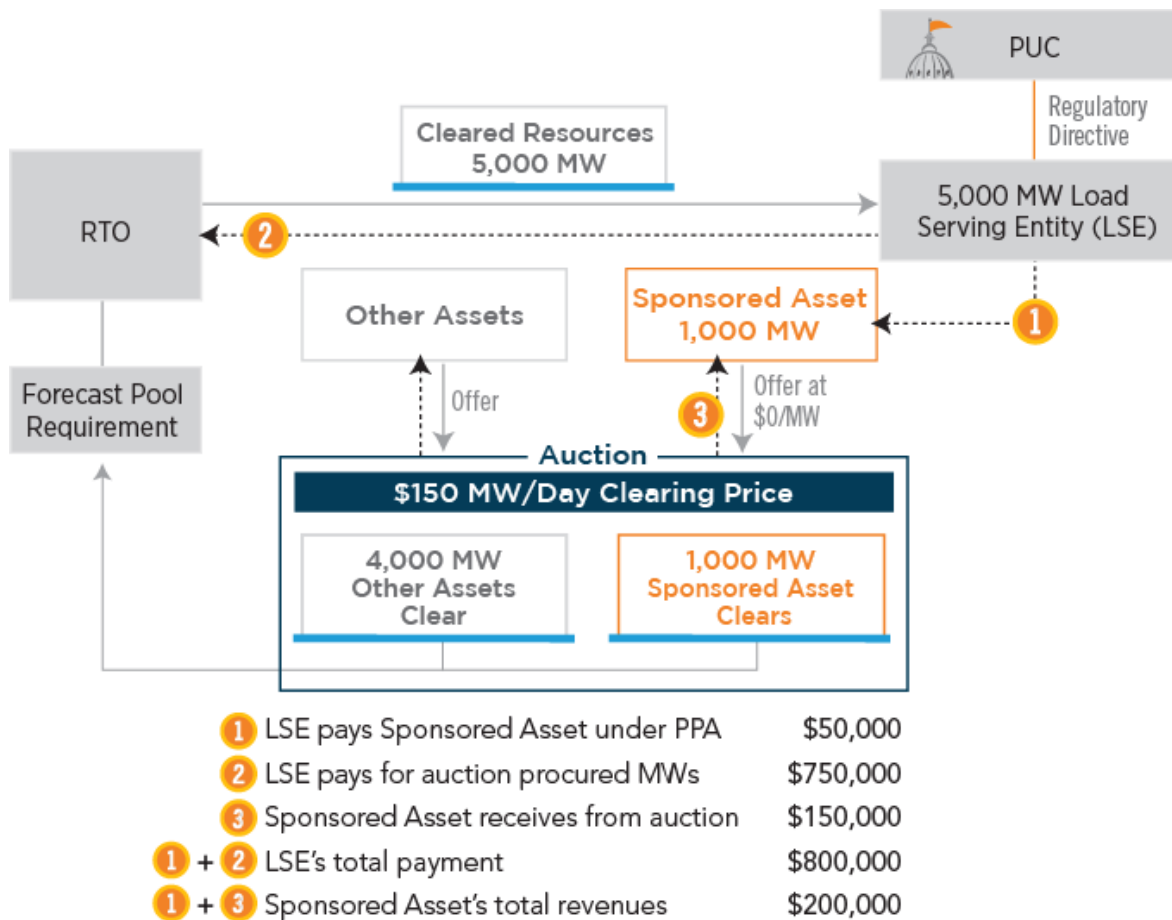 PUC
Regulatory
Directive
Cleared Resources
5,000 MW
RTO
5,000 MW Load
Serving Entity (LSE)
2
Other Assets
Sponsored Asset
1,000 MW
1
Forecast Pool
Requirement
Offer
3
Offer at
$0/MW
Auction
$150 MW/Day Clearing Price
4,000 MW
Other Assets
Clear
1,000 MW
Sponsored Asset
Clears
1 LSE pays Sponsored Asset under PPA $50,000
2 LSE pays for auction procured MWs $750,000
3 Sponsored Asset receives from auction $150,000
1 + 2 LSE's total payment $800,000
1 + 3 Sponsored Asset's total revenues $200,000